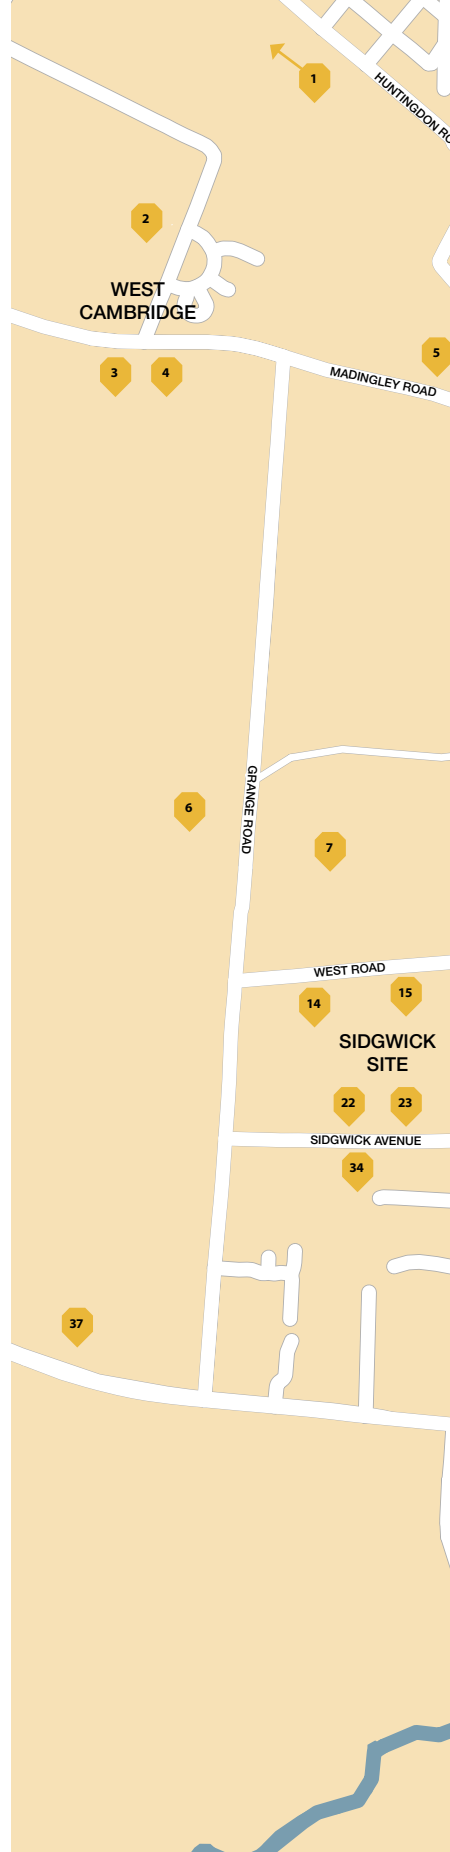 1
HUNTINGDON RO
2
WEST
CAMBRIDGE
5
3
4
MADINGLEY ROAD
GRANGE ROAD
6
7
WEST ROAD
15
14
SIDGWICK
SITE
22
23
SIDGWICK AVENUE
34
37